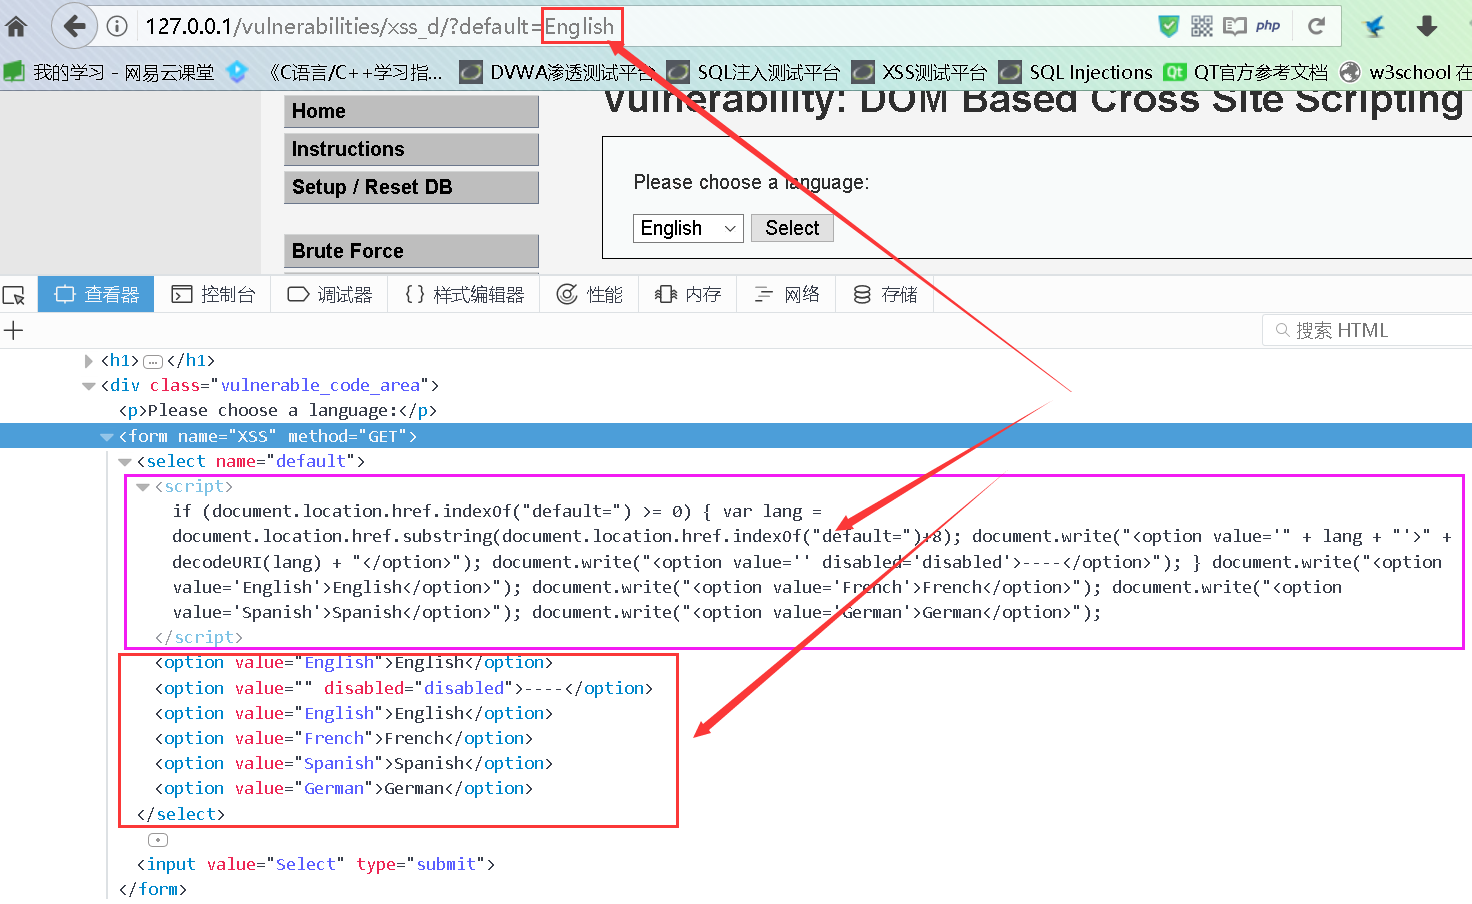 127.0.0.1/vulnerabilities/xss_d/?default=English
php
我的学习 - 网易云课堂 《C语言/C++学习指... DVWA渗透测试平台 SQL注入测试平台 XSS测试平台 SQL Injections Qt QT官方参考文档 w3school 在
Home
Instructions
Setup / Reset DB
Brute Force
Vulnerability: DOM Based Cross Site Scripting
Please choose a language:
English Select
查看器 控制台 调试器 {} 样式编辑器 性能 内存 网络 存储
搜索 HTML
<h1>…</h1>
<div class="vulnerable_code_area">
<p>Please choose a language:</p>
<form name="XSS" method="GET">
<select name="default">
<script>
if (document.location.href.indexOf("default=") >= 0) { var lang =
document.location.href.substring(document.location.href.indexOf("default=")+8); document.write("<option value='" + lang + "'>" +
decodeURI(lang) + "</option>"); document.write("<option value='' disabled='disabled'>----</option>"); } document.write("<option
value='English'>English</option>"); document.write("<option value='French'>French</option>"); document.write("<option
value='Spanish'>Spanish</option>"); document.write("<option value='German'>German</option>");
</script>
<option value="English">English</option>
<option value="" disabled="disabled">----</option>
<option value="English">English</option>
<option value="French">French</option>
<option value="Spanish">Spanish</option>
<option value="German">German</option>
</select>
<input value="Select" type="submit">
</form>